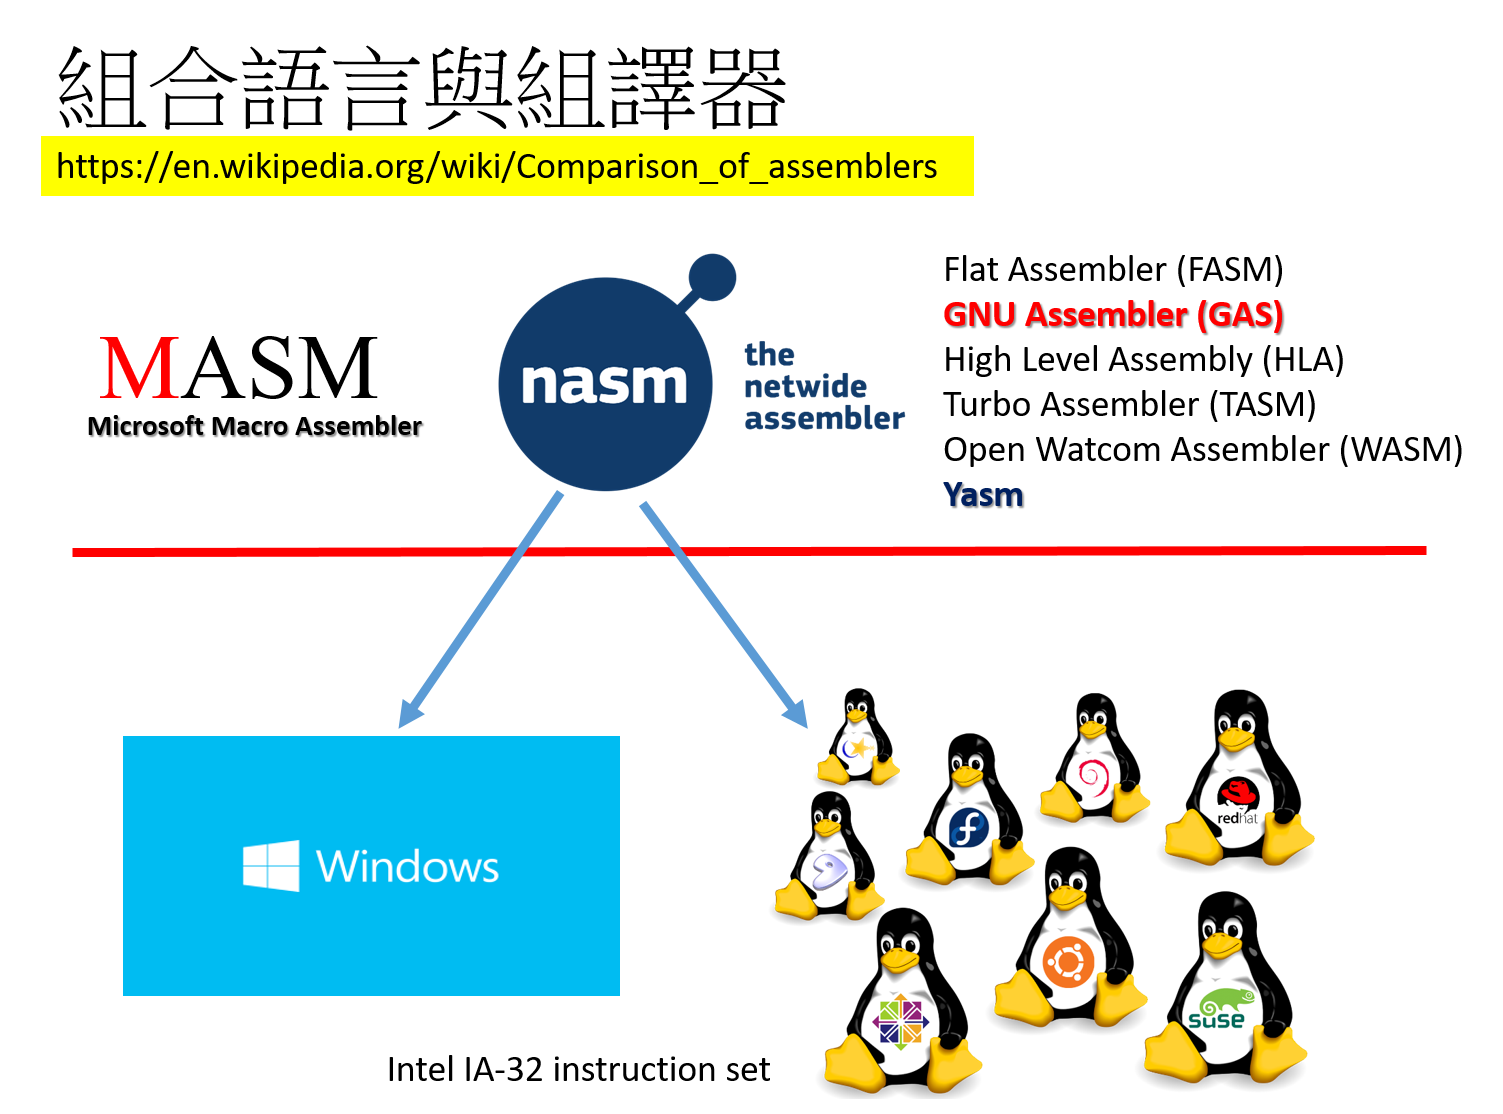 組合語言與組譯器
https://en.wikipedia.org/wiki/Comparison_of_assemblers
MASM
Microsoft Macro Assembler
nasm
the
netwide
assembler
Flat Assembler (FASM)
GNU Assembler (GAS)
High Level Assembly (HLA)
Turbo Assembler (TASM)
Open Watcom Assembler (WASM)
Yasm
Windows
redhat
suse
Intel IA-32 instruction set